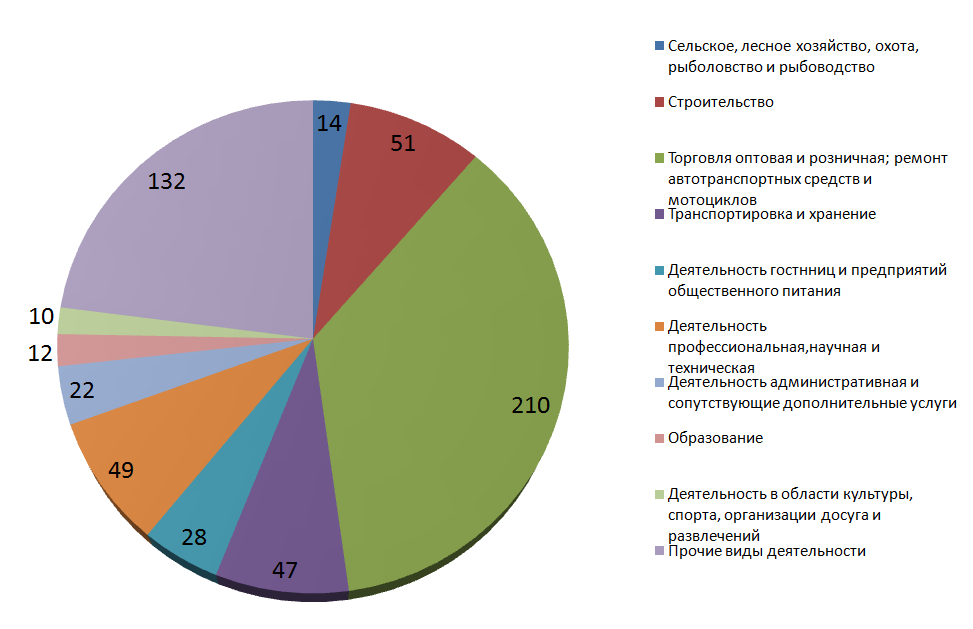 14
51
132
210
10
12
22
49
28
47
Сельское, лесное хозяйство, охота,
рыболовство и рыбоводство
Строительство
Торговля оптовая и розничная; ремонт
автотранспортных средств и
мотоциклов
Транспортировка и хранение
Деятельность гостнниц и предприятий
общественного питания
Деятельность
профессиональная,научная и
техническая
Деятельность административная и
сопутствующие дополнительные услуги
Образование
Деятельность в области культуры,
спорта, организации досуга и
развлечений
Прочие виды деятельности